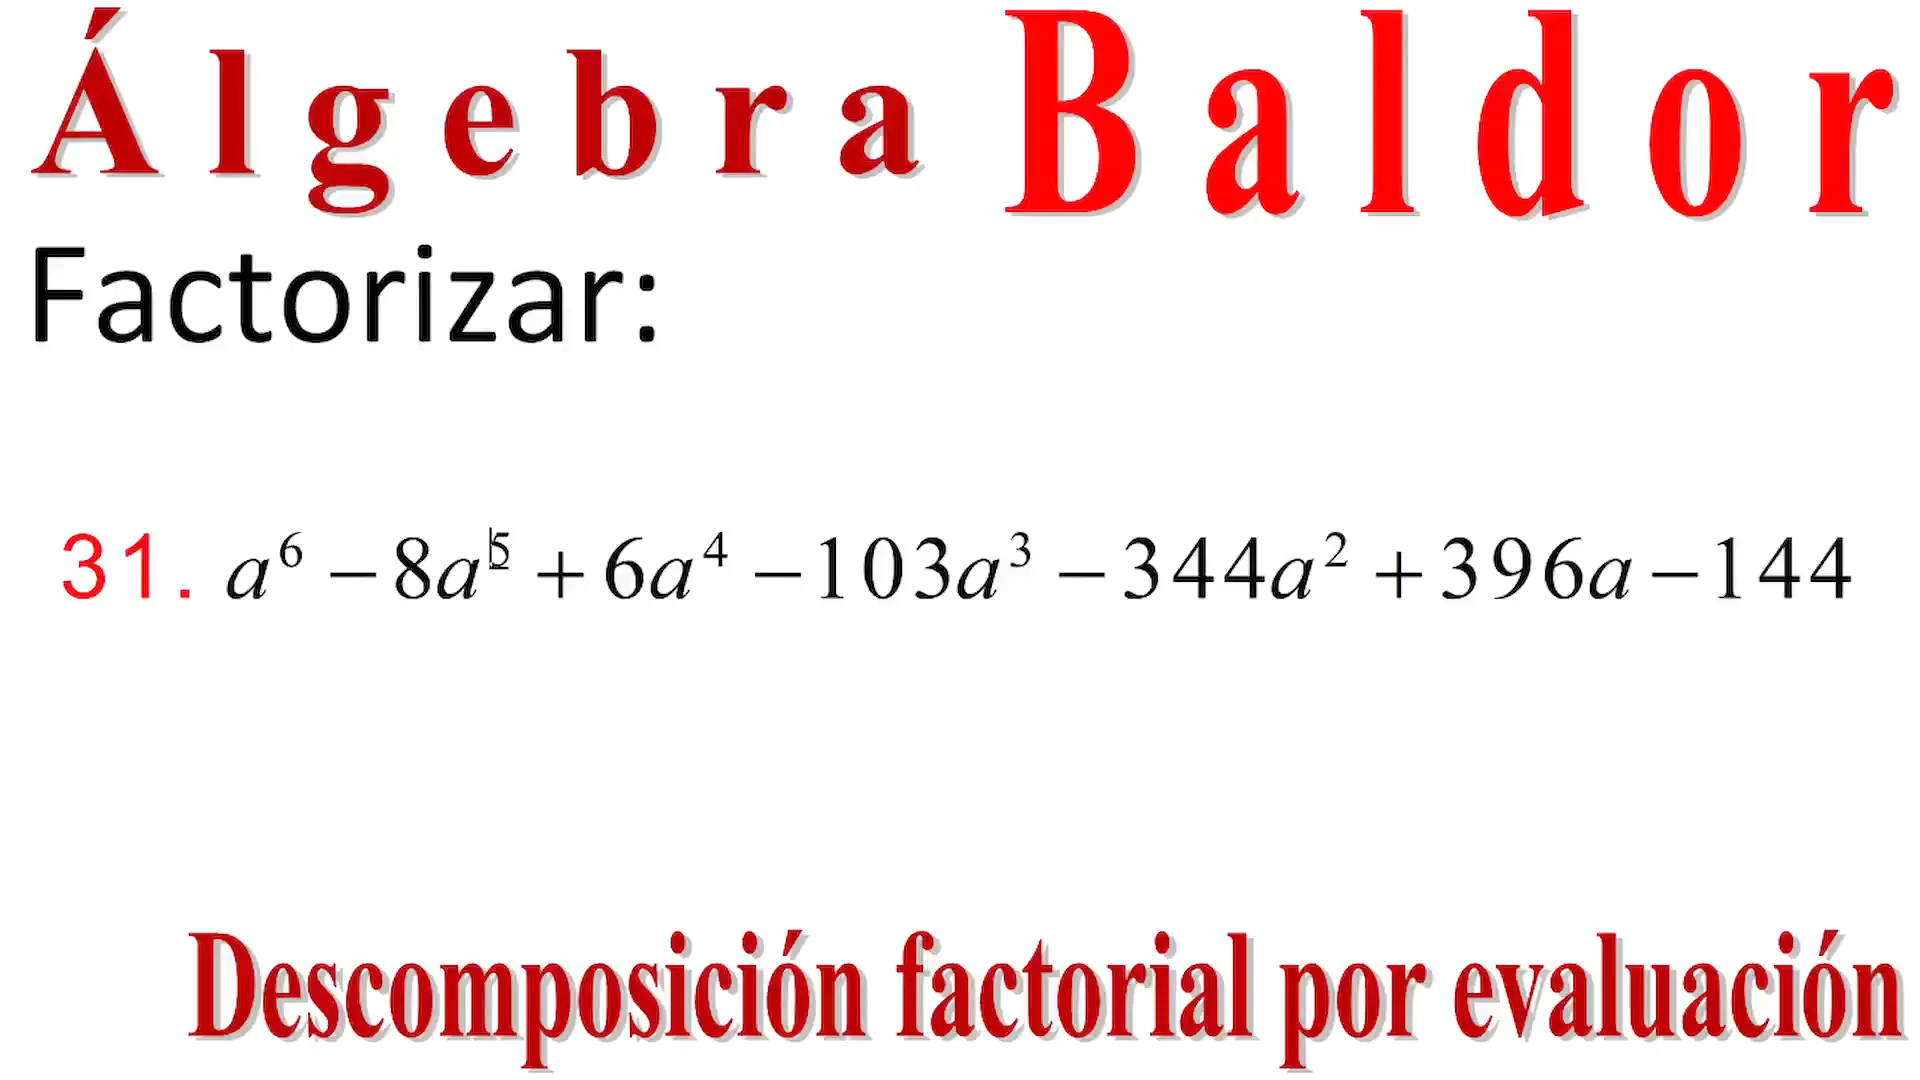 Álgebra Baldor
Factorizar:
31. a⁶ − 8a⁵ + 6a⁴ − 103a³ − 344a² + 396a − 144
Descomposición factorial por evaluación